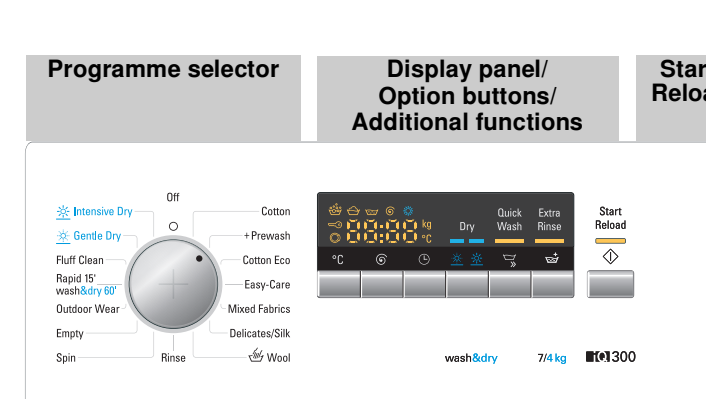 Programme selector
Display panel/
Option buttons/
Additional functions
Star
Reloa
Off
Intensive Dry
Gentle Dry
Fluff Clean
Rapid 15'
wash&dry 60'
Outdoor Wear
Empty
Spin
Rinse
Cotton
+Prewash
Cotton Eco
Easy-Care
Mixed Fabrics
Delicates/Silk
Wool
88:88 kg
°C
Dry
Quick
Wash
Extra
Rinse
°C
Start
Reload
wash&dry
7/4 kg
iQ300